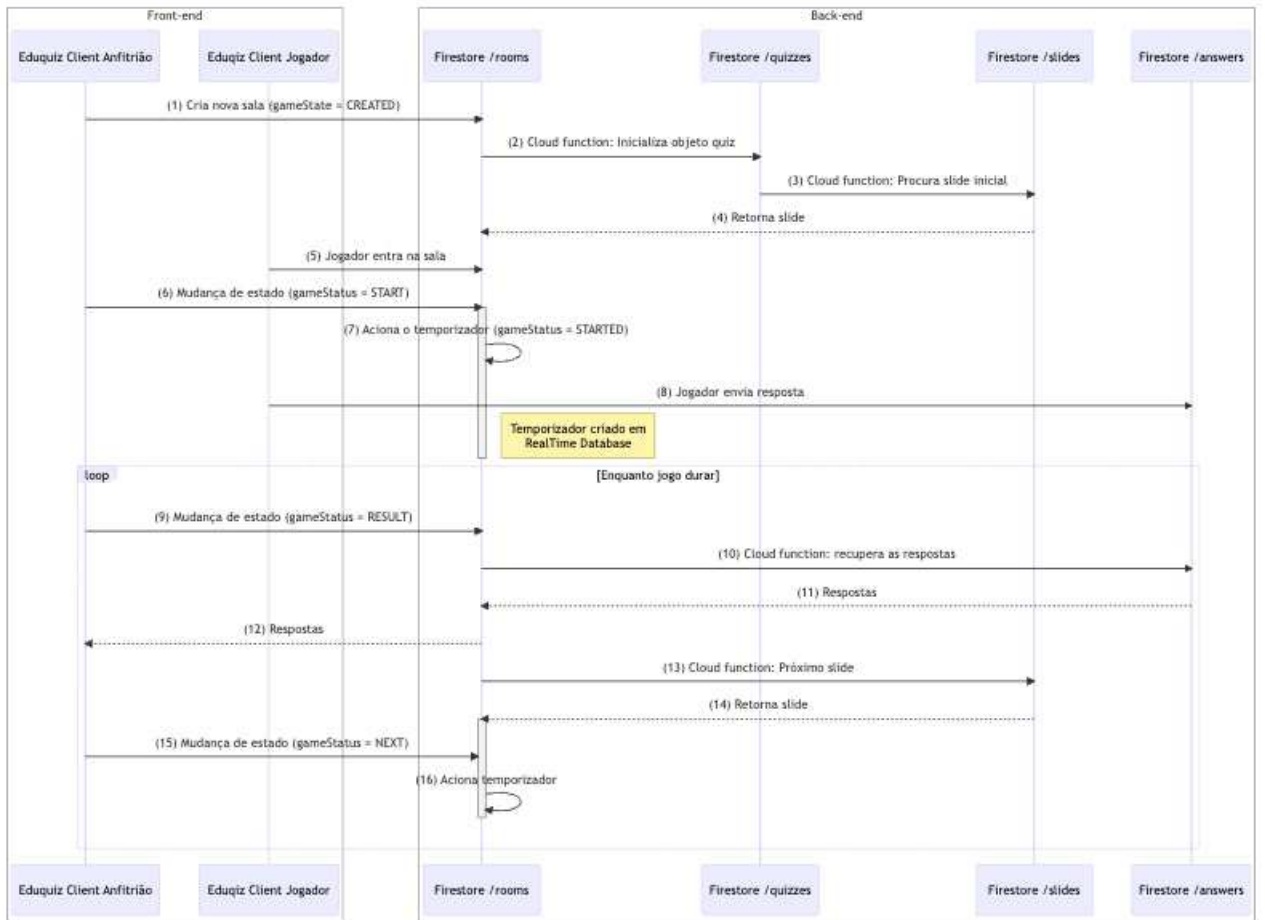 Front-end
Back-end
Eduquiz Client Anfitrião
Eduqiz Client Jogador
Firestore /rooms
Firestore /quizzes
Firestore /slides
Firestore /answers
(1) Cria nova sala (gameState = CREATED)
(2) Cloud function: Inicializa objeto quiz
(3) Cloud function: Procura slide inicial
(4) Retorna slide
(5) Jogador entra na sala
(6) Mudança de estado (gameStatus = START)
(7) Aciona o temporizador (gameStatus = STARTED)
(8) Jogador envia resposta
Temporizador criado em
RealTime Database
loop
[Enquanto jogo durar]
(9) Mudança de estado (gameStatus = RESULT)
(10) Cloud function: recupera as respostas
(11) Respostas
(12) Respostas
(13) Cloud function: Próximo slide
(14) Retorna slide
(15) Mudança de estado (gameStatus = NEXT)
(16) Aciona temporizador
Eduquiz Client Anfitrião
Eduqiz Client Jogador
Firestore /rooms
Firestore /quizzes
Firestore /slides
Firestore /answers